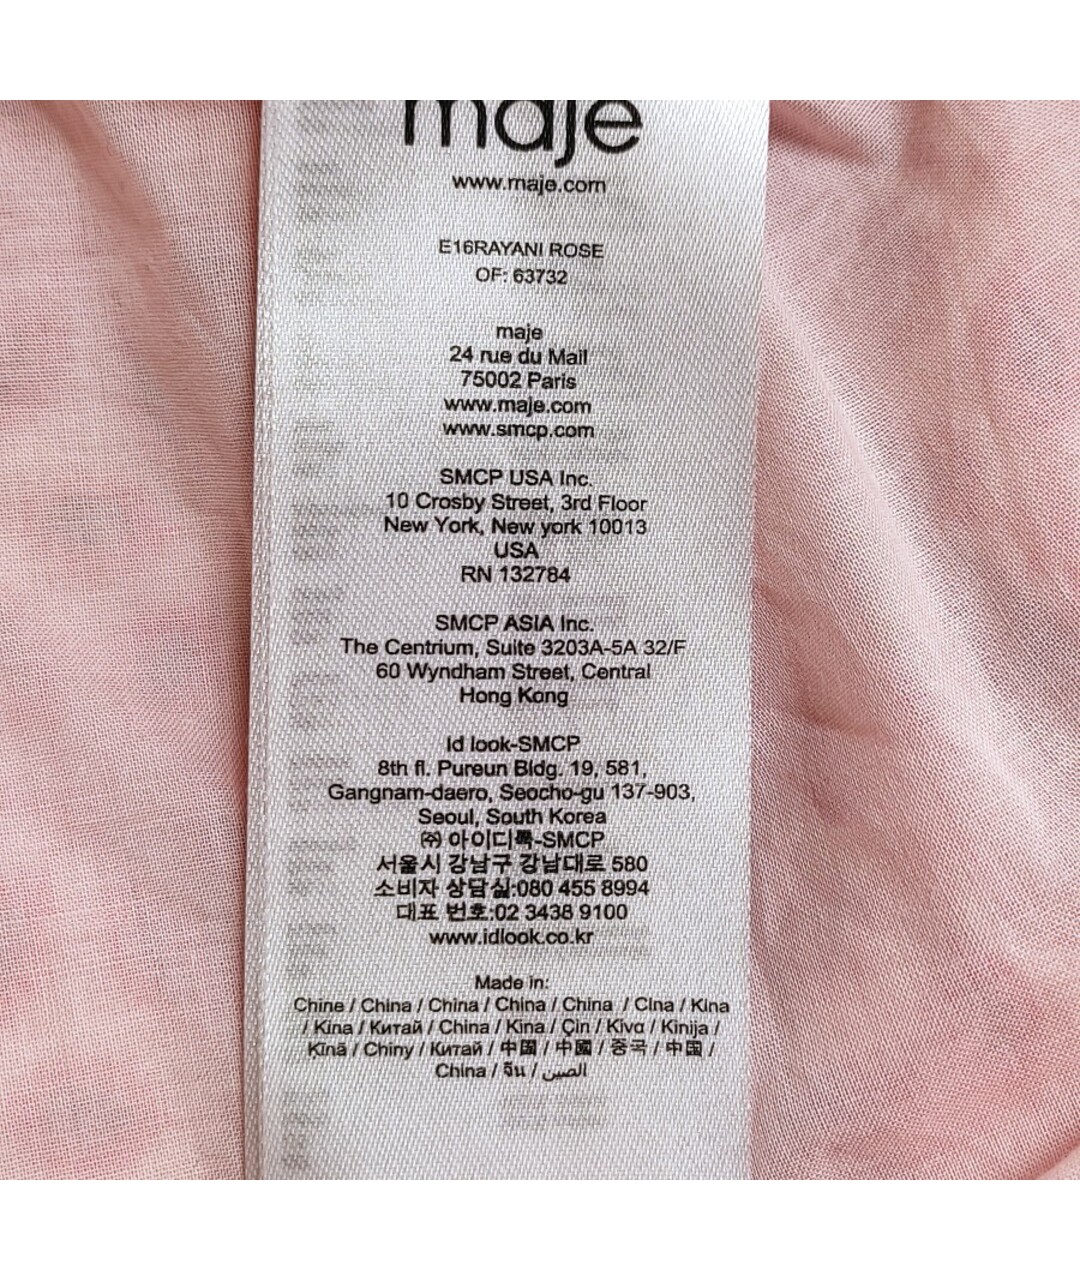 maje
www.maje.com
E16RAYANI ROSE
OF: 63732
maje
24 rue du Mail
75002 Paris
www.maje.com
www.smcp.com
SMCP USA Inc.
10 Crosby Street, 3rd Floor
New York, New york 10013
USA
RN 132784
SMCP ASIA Inc.
The Centrium, Suite 3203A-5A 32/F
60 Wyndham Street, Central
Hong Kong
Id look-SMCP
8th fl. Pureun Bldg. 19, 581,
Gangnam-daero, Seocho-gu 137-903,
Seoul, South Korea
㈜ 아이디룩-SMCP
서울시 강남구 강남대로 580
소비자 상담실:080 455 8994
대표 번호:02 3438 9100
www.idlook.co.kr
Made in:
Chine / China / China / China / China / Cina / Kina
/ Kina / Китай / China / Kina / Çin / Κίνα / Kinija /
Ķīnā / Chiny / Китай / 中国 / 中國 / 중국 / 中国 /
China / จีน / الصين